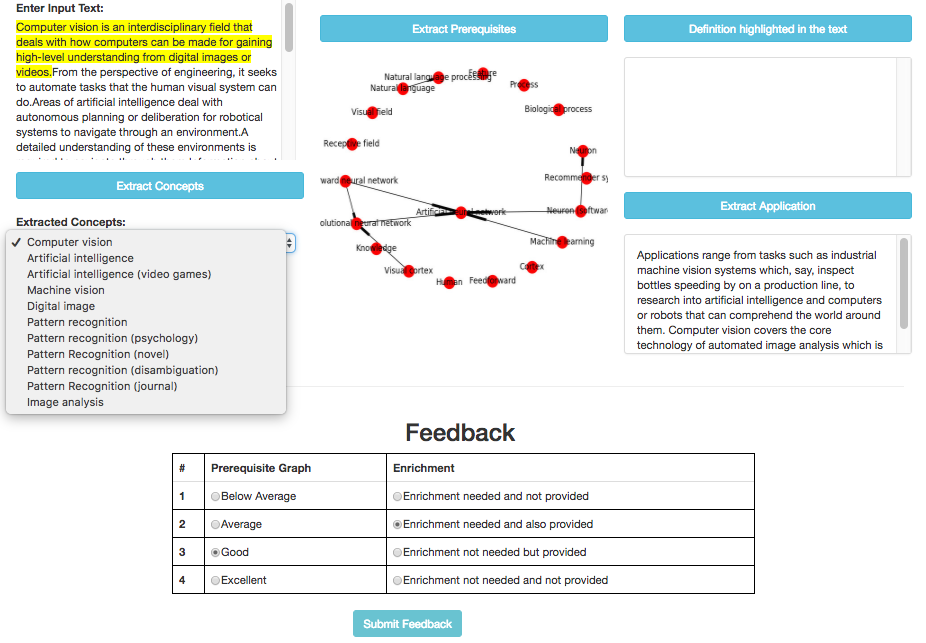 Enter Input Text:
Computer vision is an interdisciplinary field that
deals with how computers can be made for gaining
high-level understanding from digital images or
videos.From the perspective of engineering, it seeks
to automate tasks that the human visual system can
do.Areas of artificial intelligence deal with
autonomous planning or deliberation for robotical
systems to navigate through an environment.A
detailed understanding of these environments is
Extract Concepts
Extracted Concepts:
✓ Computer vision
Artificial intelligence
Artificial intelligence (video games)
Machine vision
Digital image
Pattern recognition
Pattern recognition (psychology)
Pattern Recognition (novel)
Pattern recognition (disambiguation)
Pattern Recognition (journal)
Image analysis
Extract Prerequisites
Natural language processing
Feature
Natural language
Process
Visual field
Biological process
Receptive field
Neuron
ward neural network
Recommender sy
Artificial neural network
Neuron (softwar
olutional neural network
Knowledge
Machine learning
Visual cortex
Cortex
Human
Feedforward
Definition highlighted in the text
Extract Application
Applications range from tasks such as industrial
machine vision systems which, say, inspect
bottles speeding by on a production line, to
research into artificial intelligence and computers
or robots that can comprehend the world around
them. Computer vision covers the core
technology of automated image analysis which is
Feedback
# Prerequisite Graph Enrichment
1 Below Average Enrichment needed and not provided
2 Average Enrichment needed and also provided
3 Good Enrichment not needed but provided
4 Excellent Enrichment not needed and not provided
Submit Feedback